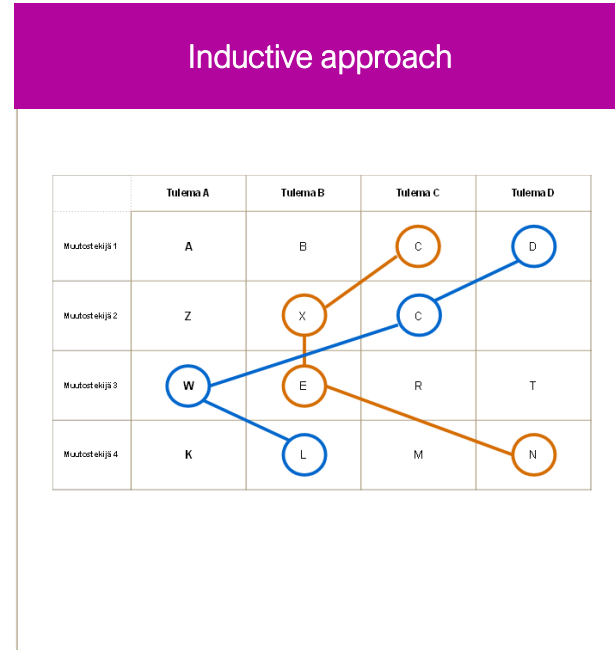 Inductive approach
Tulema A Tulema B Tulema C Tulema D
Muutostekijä 1 A B C D
Muutostekijä 2 Z X C
Muutostekijä 3 W E R T
Muutostekijä 4 K L M N